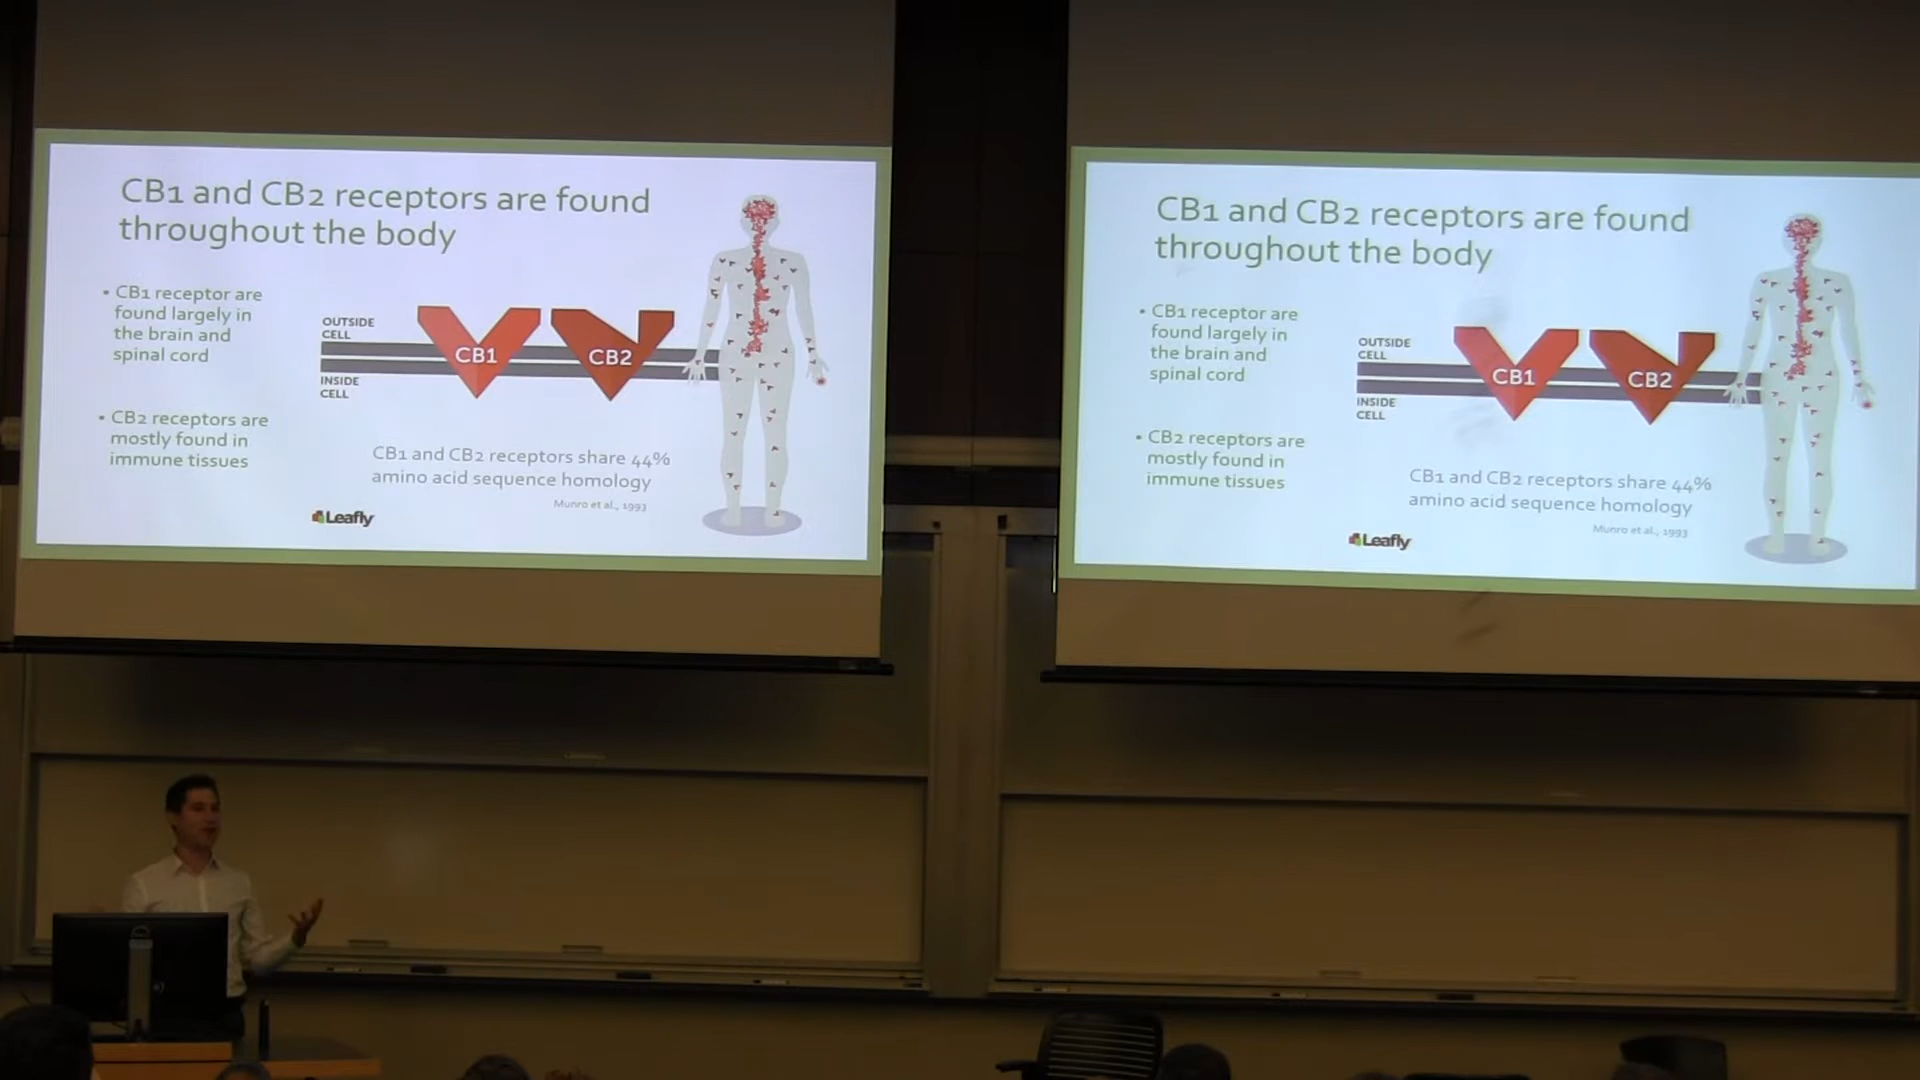 CB1 and CB2 receptors are found
throughout the body
• CB1 receptor are
found largely in
the brain and
spinal cord
• CB2 receptors are
mostly found in
immune tissues
OUTSIDE
CELL
CB1
CB2
INSIDE
CELL
CB1 and CB2 receptors share 44%
amino acid sequence homology
Munro et al., 1993
Leafly
CB1 and CB2 receptors are found
throughout the body
• CB1 receptor are
found largely in
the brain and
spinal cord
• CB2 receptors are
mostly found in
immune tissues
OUTSIDE
CELL
CB1
CB2
INSIDE
CELL
CB1 and CB2 receptors share 44%
amino acid sequence homology
Munro et al., 1993
Leafly